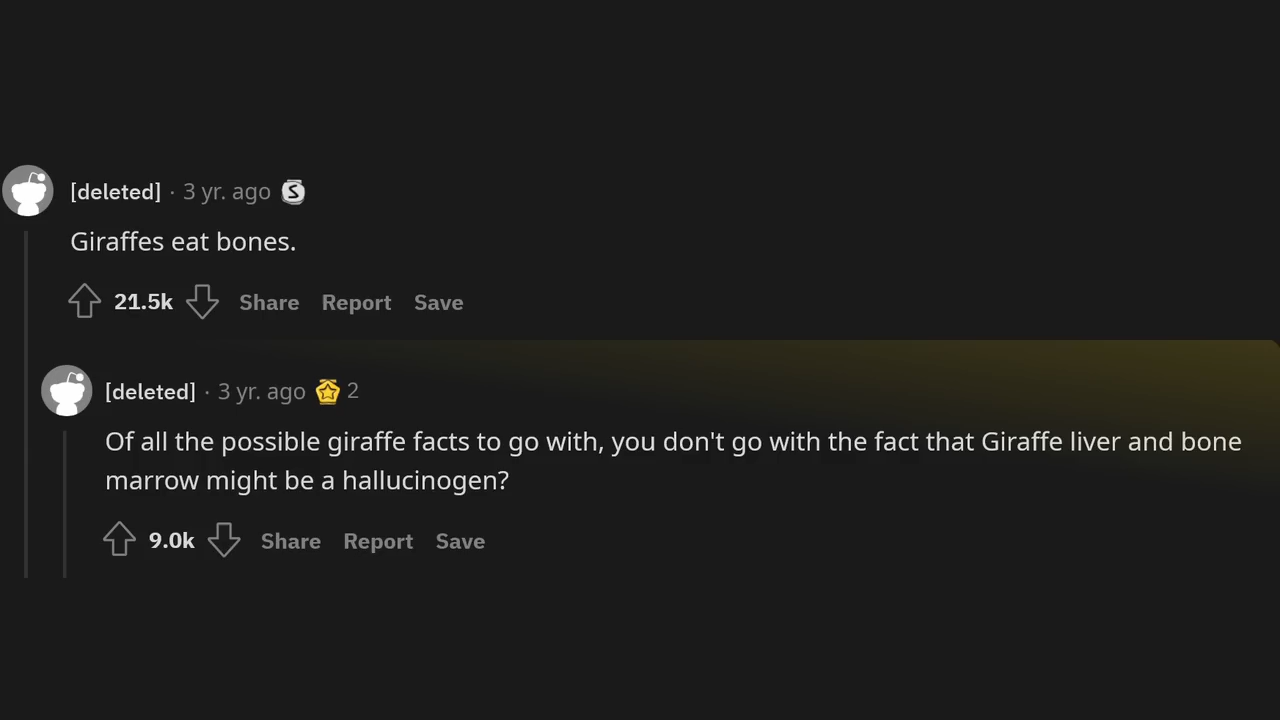 [deleted] · 3 yr. ago S
Giraffes eat bones.
21.5k Share Report Save
[deleted] · 3 yr. ago 2
Of all the possible giraffe facts to go with, you don't go with the fact that Giraffe liver and bone
marrow might be a hallucinogen?
9.0k Share Report Save